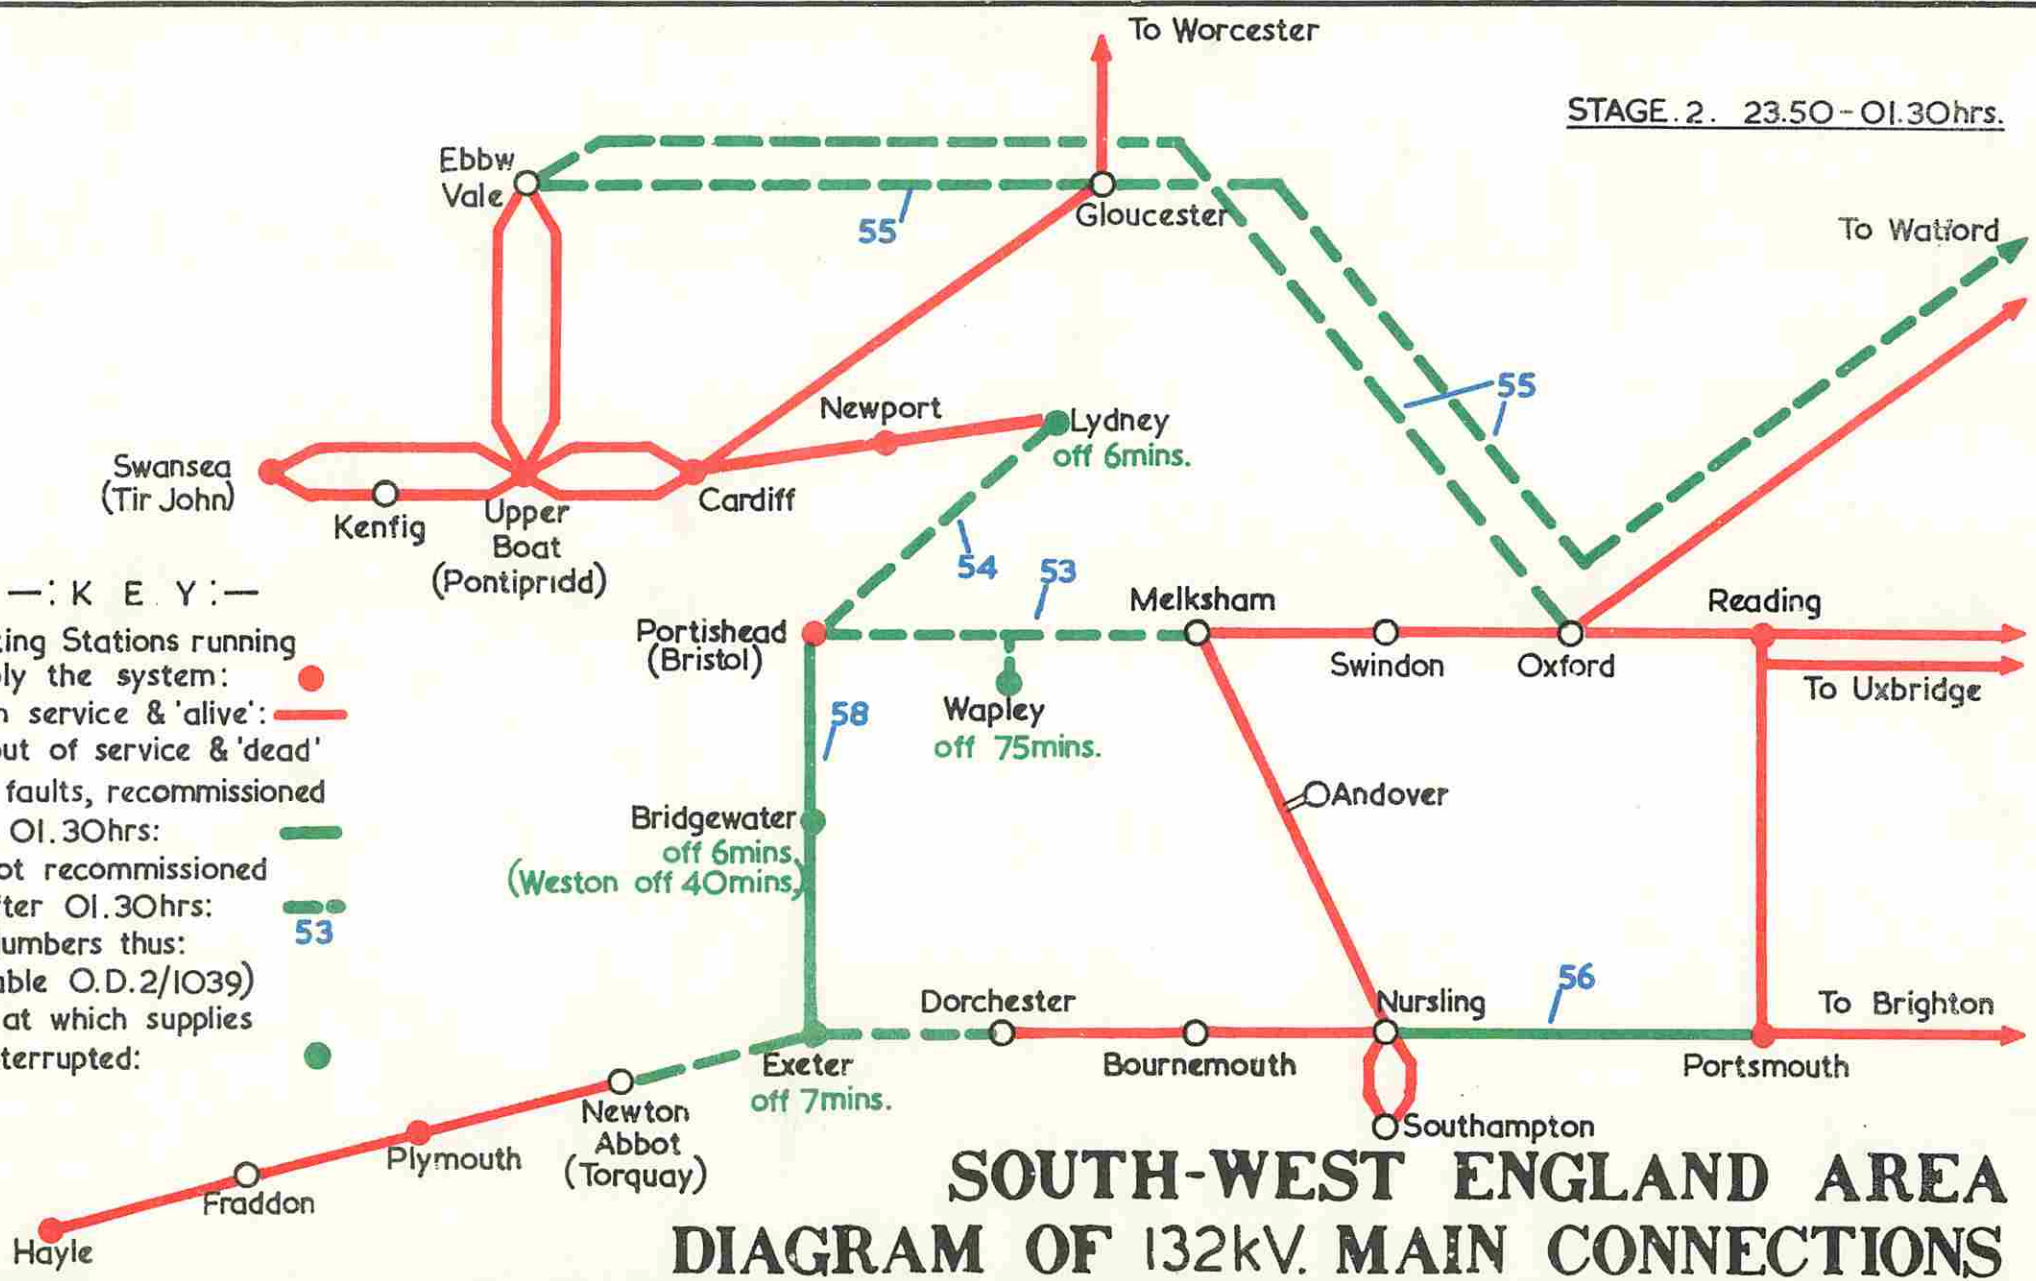 To Worcester
STAGE.2. 23.50-01.30hrs.
Ebbw
Vale
Gloucester
55
To Watford
55
Newport
Lydney
off 6mins.
Swansea
(Tir John)
Kenfig
Upper
Boat
(Pontipridd)
Cardiff
54
53
-:K E Y:-
ing Stations running
ly the system:
n service & 'alive':
ut of service & 'dead'
faults, recommissioned
01.30hrs:
ot recommissioned
ter 01.30hrs:
53
umbers thus:
able O.D.2/1039)
at which supplies
terrupted:
Portishead
(Bristol)
Melksham
Swindon
Oxford
Reading
To Uxbridge
58
Wapley
off 75mins.
Andover
Bridgewater
off 6mins,
(Weston off 40mins,)
Dorchester
Nursling
56
To Brighton
Exeter
off 7mins.
Bournemouth
Portsmouth
Southampton
Newton
Abbot
(Torquay)
Plymouth
Fraddon
Hayle
SOUTH-WEST ENGLAND AREA
DIAGRAM OF 132kV. MAIN CONNECTIONS